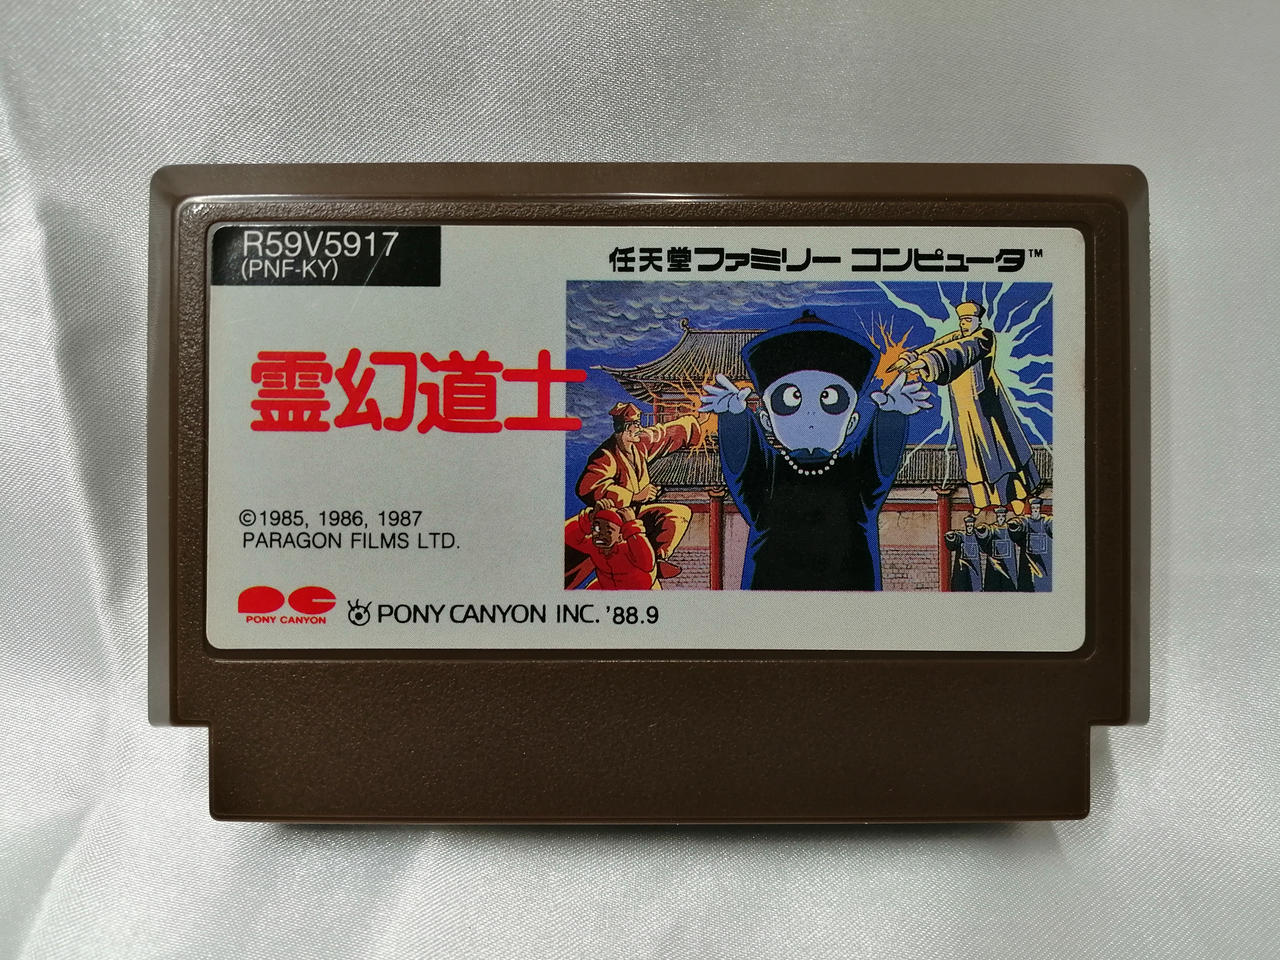 R59V5917
(PNF-KY)
任天堂ファミリー コンピュータ™
霊幻道士
©1985, 1986, 1987
PARAGON FILMS LTD.
PC
PONY CANYON
PONY CANYON INC. '88.9